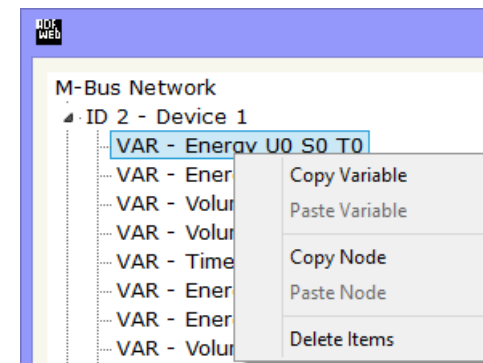 ADF
WEB
M-Bus Network
ID 2 - Device 1
VAR - Energy U0 S0 T0
VAR - Ener
Copy Variable
VAR - Volu
Paste Variable
VAR - Volu
VAR - Time
Copy Node
VAR - Ener
Paste Node
VAR - Ener
VAR - Volu
Delete Items